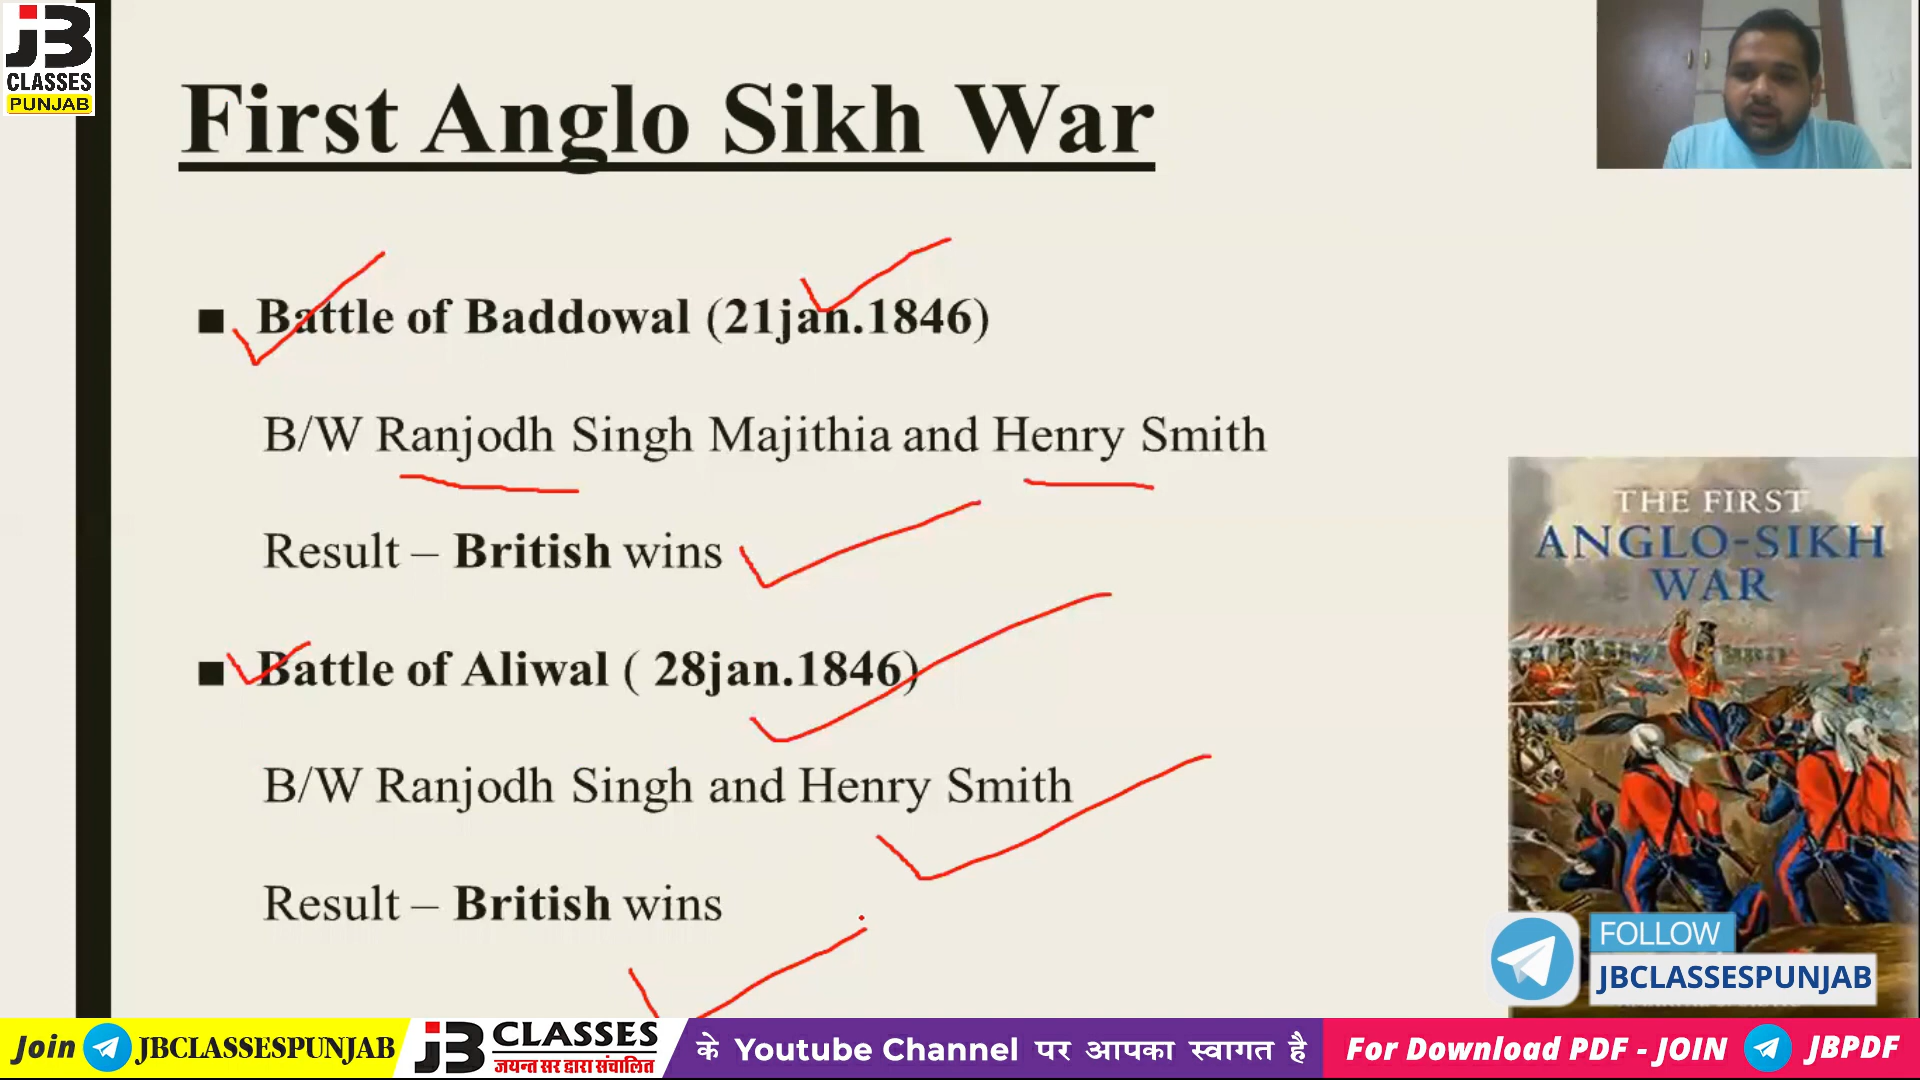 JB
CLASSES
PUNJAB
First Anglo Sikh War
■ Battle of Baddowal (21jan.1846)
B/W Ranjodh Singh Majithia and Henry Smith
Result – British wins
■ Battle of Aliwal ( 28jan.1846)
B/W Ranjodh Singh and Henry Smith
Result – British wins
THE FIRST
ANGLO-SIKH
WAR
FOLLOW
JBCLASSESPUNJAB
Join JBCLASSESPUNJAB
JB CLASSES
जयन्त सर द्वारा संचालित
के Youtube Channel पर आपका स्वागत है
For Download PDF - JOIN JBPDF